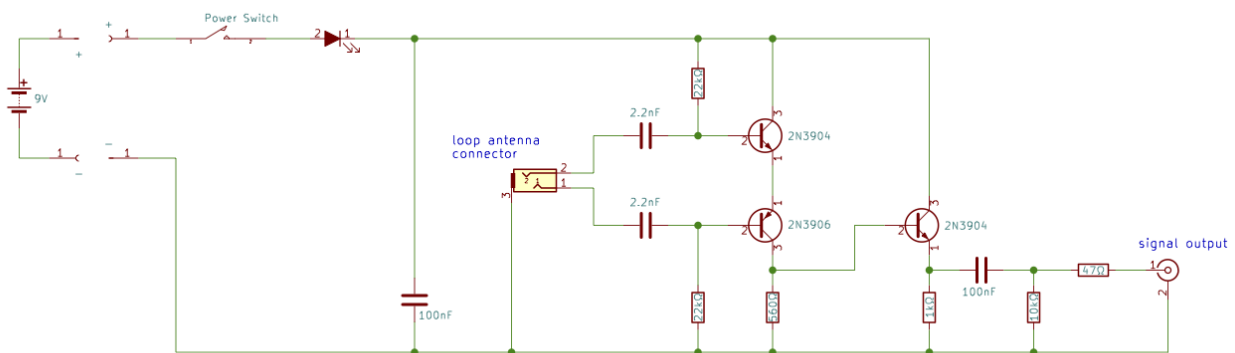 Power Switch
1
+
+
1
2
1
9V
1
-
-
1
22kΩ
2.2nF
3
2
2N3904
1
loop antenna
connector
2
1
2
1
3
2.2nF
1
2
2N3906
3
3
2
2N3904
1
signal output
1
2
100nF
22kΩ
560Ω
1kΩ
100nF
10kΩ
47Ω